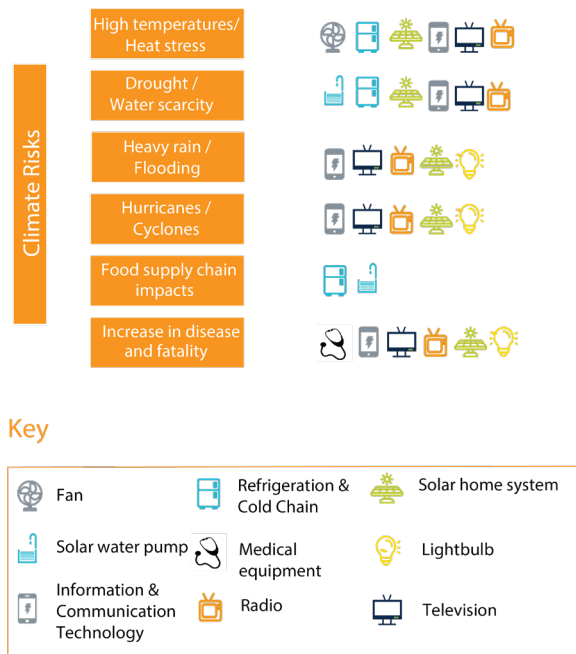 High temperatures/
Heat stress
Climate Risks
Drought /
Water scarcity
Heavy rain /
Flooding
Hurricanes /
Cyclones
Food supply chain
impacts
Increase in disease
and fatality
Key
Fan
Refrigeration &
Cold Chain
Solar home system
Solar water pump
Medical
equipment
Lightbulb
Information &
Communication
Technology
Radio
Television